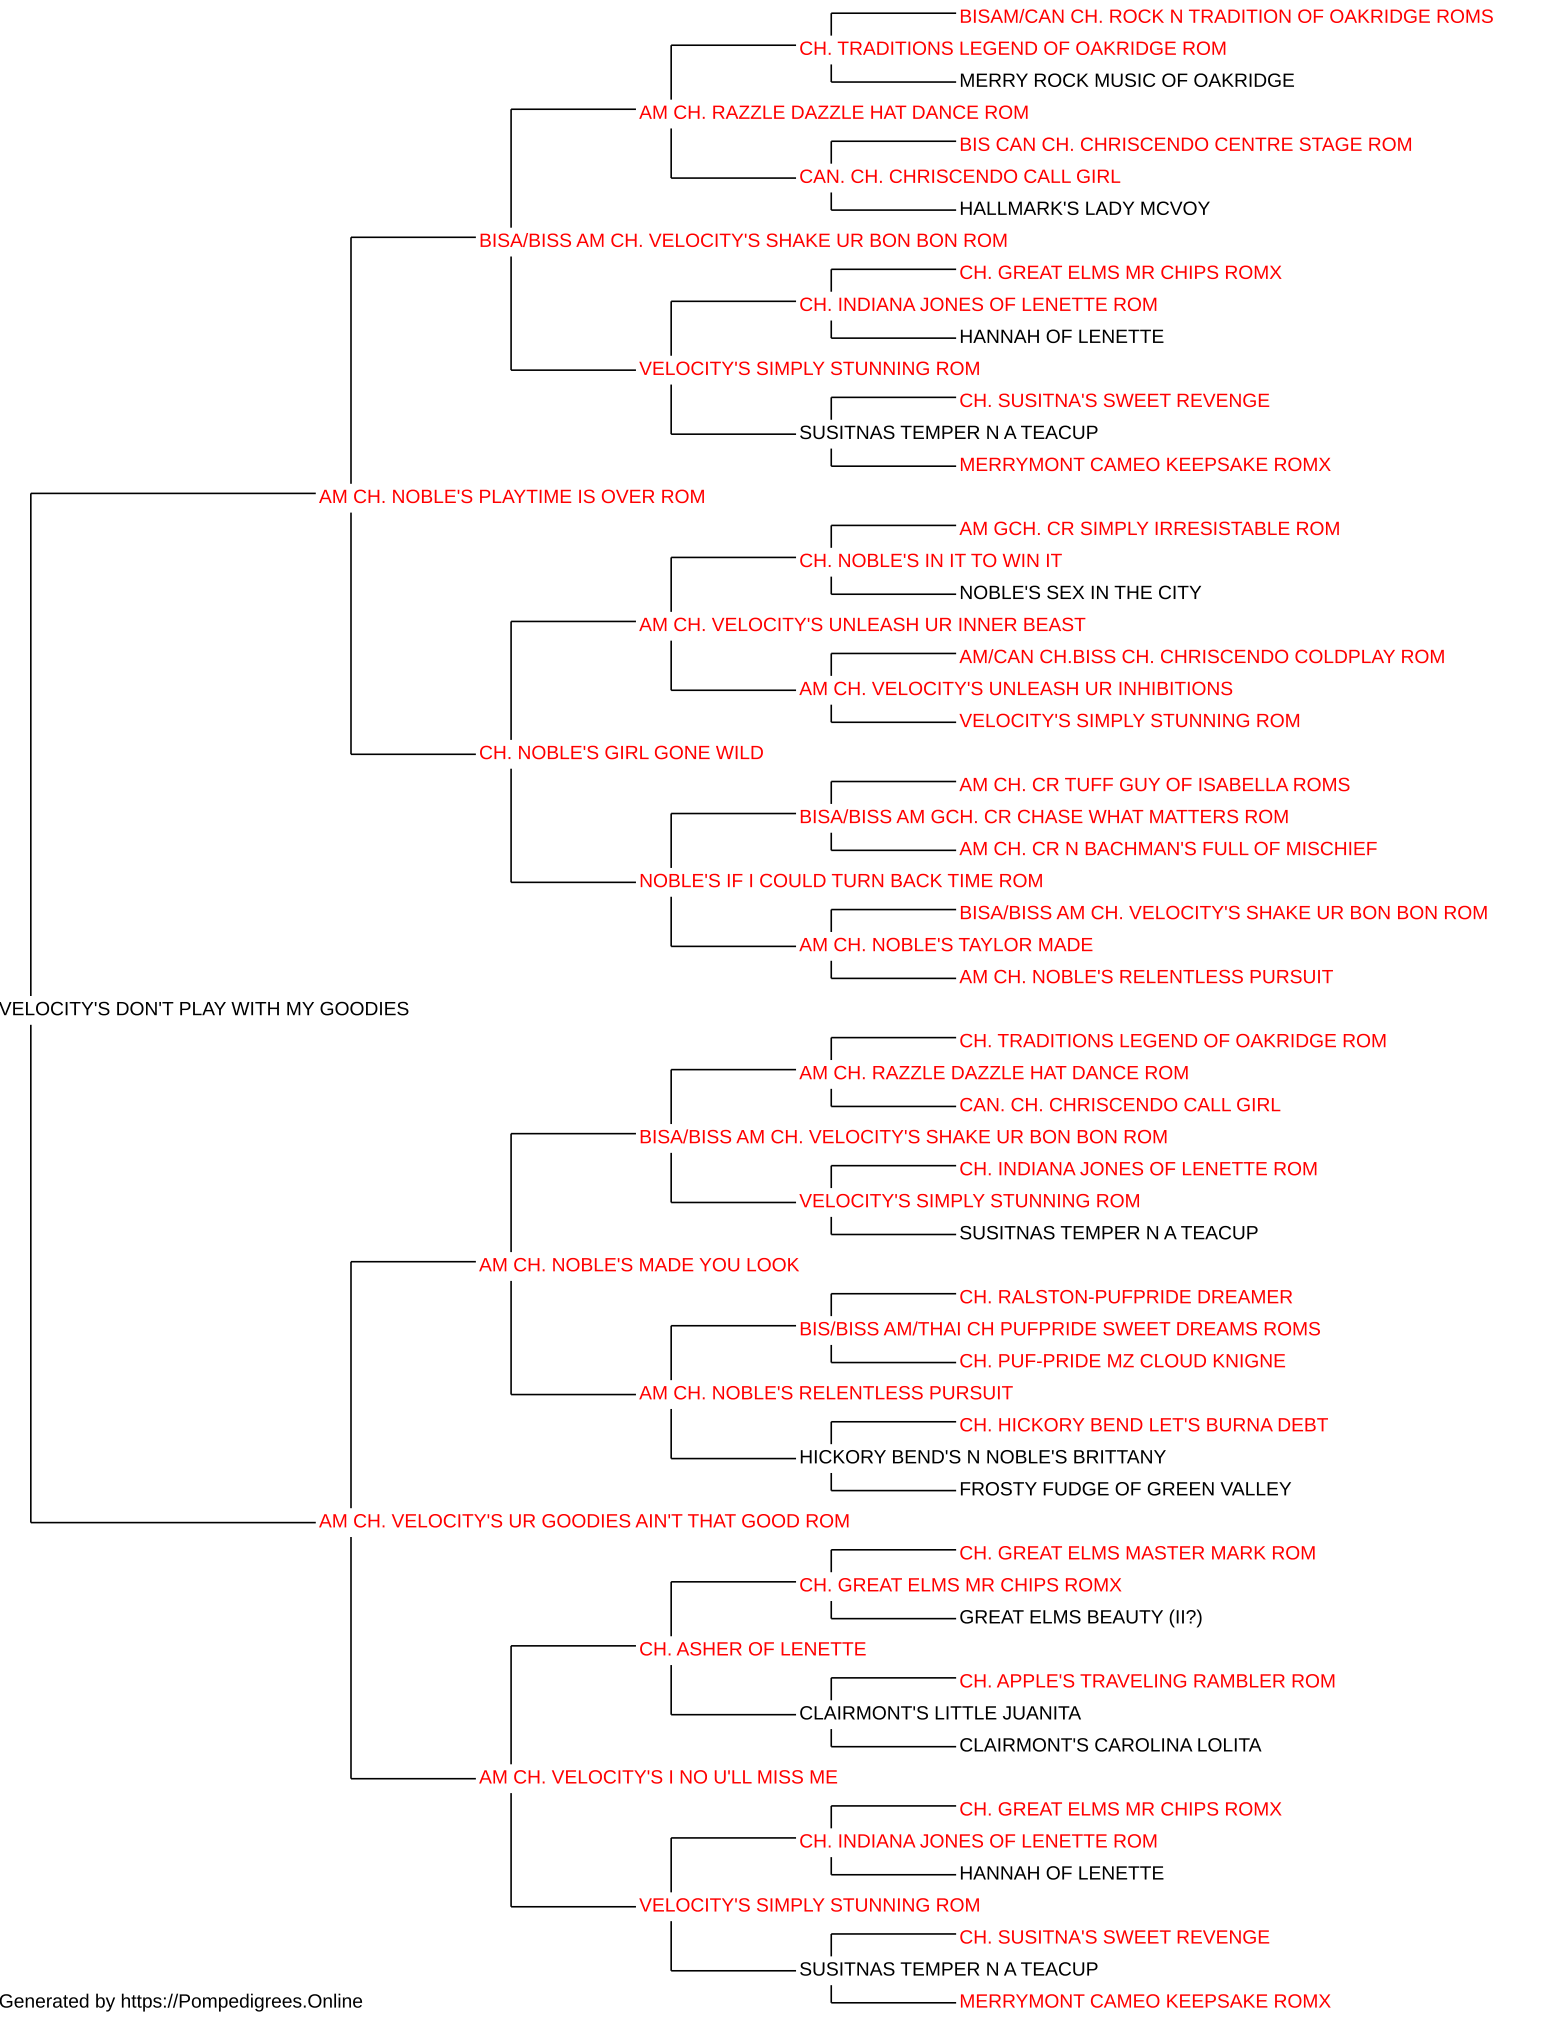 BISAM/CAN CH. ROCK N TRADITION OF OAKRIDGE ROMS
CH. TRADITIONS LEGEND OF OAKRIDGE ROM
MERRY ROCK MUSIC OF OAKRIDGE
AM CH. RAZZLE DAZZLE HAT DANCE ROM
BIS CAN CH. CHRISCENDO CENTRE STAGE ROM
CAN. CH. CHRISCENDO CALL GIRL
HALLMARK'S LADY MCVOY
BISA/BISS AM CH. VELOCITY'S SHAKE UR BON BON ROM
CH. GREAT ELMS MR CHIPS ROMX
CH. INDIANA JONES OF LENETTE ROM
HANNAH OF LENETTE
VELOCITY'S SIMPLY STUNNING ROM
CH. SUSITNA'S SWEET REVENGE
SUSITNAS TEMPER N A TEACUP
MERRYMONT CAMEO KEEPSAKE ROMX
AM CH. NOBLE'S PLAYTIME IS OVER ROM
AM GCH. CR SIMPLY IRRESISTABLE ROM
CH. NOBLE'S IN IT TO WIN IT
NOBLE'S SEX IN THE CITY
AM CH. VELOCITY'S UNLEASH UR INNER BEAST
AM/CAN CH.BISS CH. CHRISCENDO COLDPLAY ROM
AM CH. VELOCITY'S UNLEASH UR INHIBITIONS
VELOCITY'S SIMPLY STUNNING ROM
CH. NOBLE'S GIRL GONE WILD
AM CH. CR TUFF GUY OF ISABELLA ROMS
BISA/BISS AM GCH. CR CHASE WHAT MATTERS ROM
AM CH. CR N BACHMAN'S FULL OF MISCHIEF
NOBLE'S IF I COULD TURN BACK TIME ROM
BISA/BISS AM CH. VELOCITY'S SHAKE UR BON BON ROM
AM CH. NOBLE'S TAYLOR MADE
AM CH. NOBLE'S RELENTLESS PURSUIT
VELOCITY'S DON'T PLAY WITH MY GOODIES
CH. TRADITIONS LEGEND OF OAKRIDGE ROM
AM CH. RAZZLE DAZZLE HAT DANCE ROM
CAN. CH. CHRISCENDO CALL GIRL
BISA/BISS AM CH. VELOCITY'S SHAKE UR BON BON ROM
CH. INDIANA JONES OF LENETTE ROM
VELOCITY'S SIMPLY STUNNING ROM
SUSITNAS TEMPER N A TEACUP
AM CH. NOBLE'S MADE YOU LOOK
CH. RALSTON-PUFPRIDE DREAMER
BIS/BISS AM/THAI CH PUFPRIDE SWEET DREAMS ROMS
CH. PUF-PRIDE MZ CLOUD KNIGNE
AM CH. NOBLE'S RELENTLESS PURSUIT
CH. HICKORY BEND LET'S BURNA DEBT
HICKORY BEND'S N NOBLE'S BRITTANY
FROSTY FUDGE OF GREEN VALLEY
AM CH. VELOCITY'S UR GOODIES AIN'T THAT GOOD ROM
CH. GREAT ELMS MASTER MARK ROM
CH. GREAT ELMS MR CHIPS ROMX
GREAT ELMS BEAUTY (II?)
CH. ASHER OF LENETTE
CH. APPLE'S TRAVELING RAMBLER ROM
CLAIRMONT'S LITTLE JUANITA
CLAIRMONT'S CAROLINA LOLITA
AM CH. VELOCITY'S I NO U'LL MISS ME
CH. GREAT ELMS MR CHIPS ROMX
CH. INDIANA JONES OF LENETTE ROM
HANNAH OF LENETTE
VELOCITY'S SIMPLY STUNNING ROM
CH. SUSITNA'S SWEET REVENGE
SUSITNAS TEMPER N A TEACUP
MERRYMONT CAMEO KEEPSAKE ROMX
Generated by https://Pompedigrees.Online